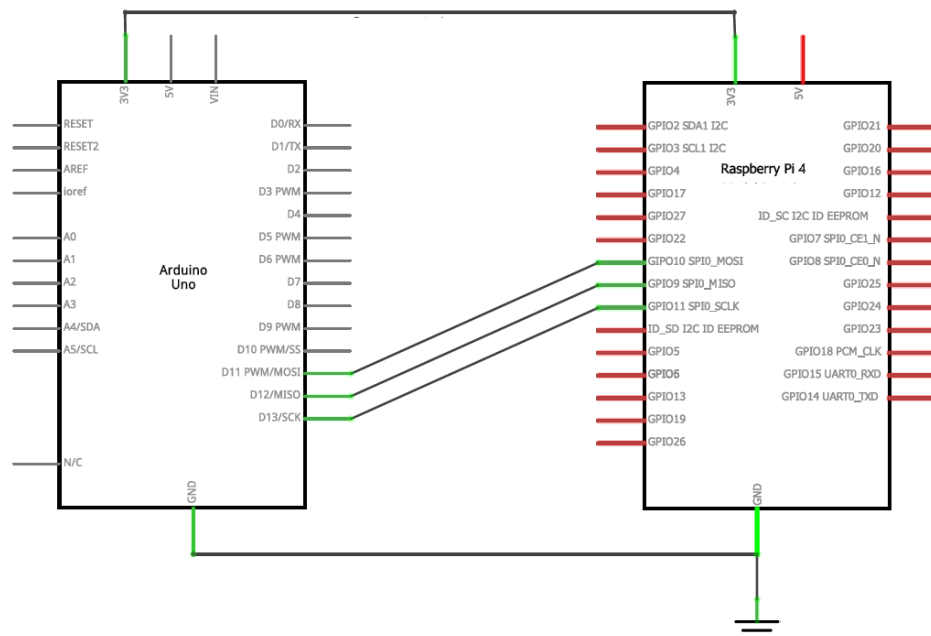 3V3
5V
VIN
RESET
RESET2
AREF
ioref
A0
A1
A2
A3
A4/SDA
A5/SCL
N/C
Arduino
Uno
D0/RX
D1/TX
D2
D3 PWM
D4
D5 PWM
D6 PWM
D7
D8
D9 PWM
D10 PWM/SS
D11 PWM/MOSI
D12/MISO
D13/SCK
GND
3V3
5V
GPIO2 SDA1 I2C
GPIO3 SCL1 I2C
GPIO4
GPIO17
GPIO27
GPIO22
GIPO10 SPI0_MOSI
GPIO9 SPI0_MISO
GPIO11 SPI0_SCLK
ID_SD I2C ID EEPROM
GPIO5
GPIO6
GPIO13
GPIO19
GPIO26
Raspberry Pi 4
GPIO21
GPIO20
GPIO16
GPIO12
ID_SC I2C ID EEPROM
GPIO7 SPI0_CE1_N
GPIO8 SPI0_CE0_N
GPIO25
GPIO24
GPIO23
GPIO18 PCM_CLK
GPIO15 UART0_RXD
GPIO14 UART0_TXD
GND